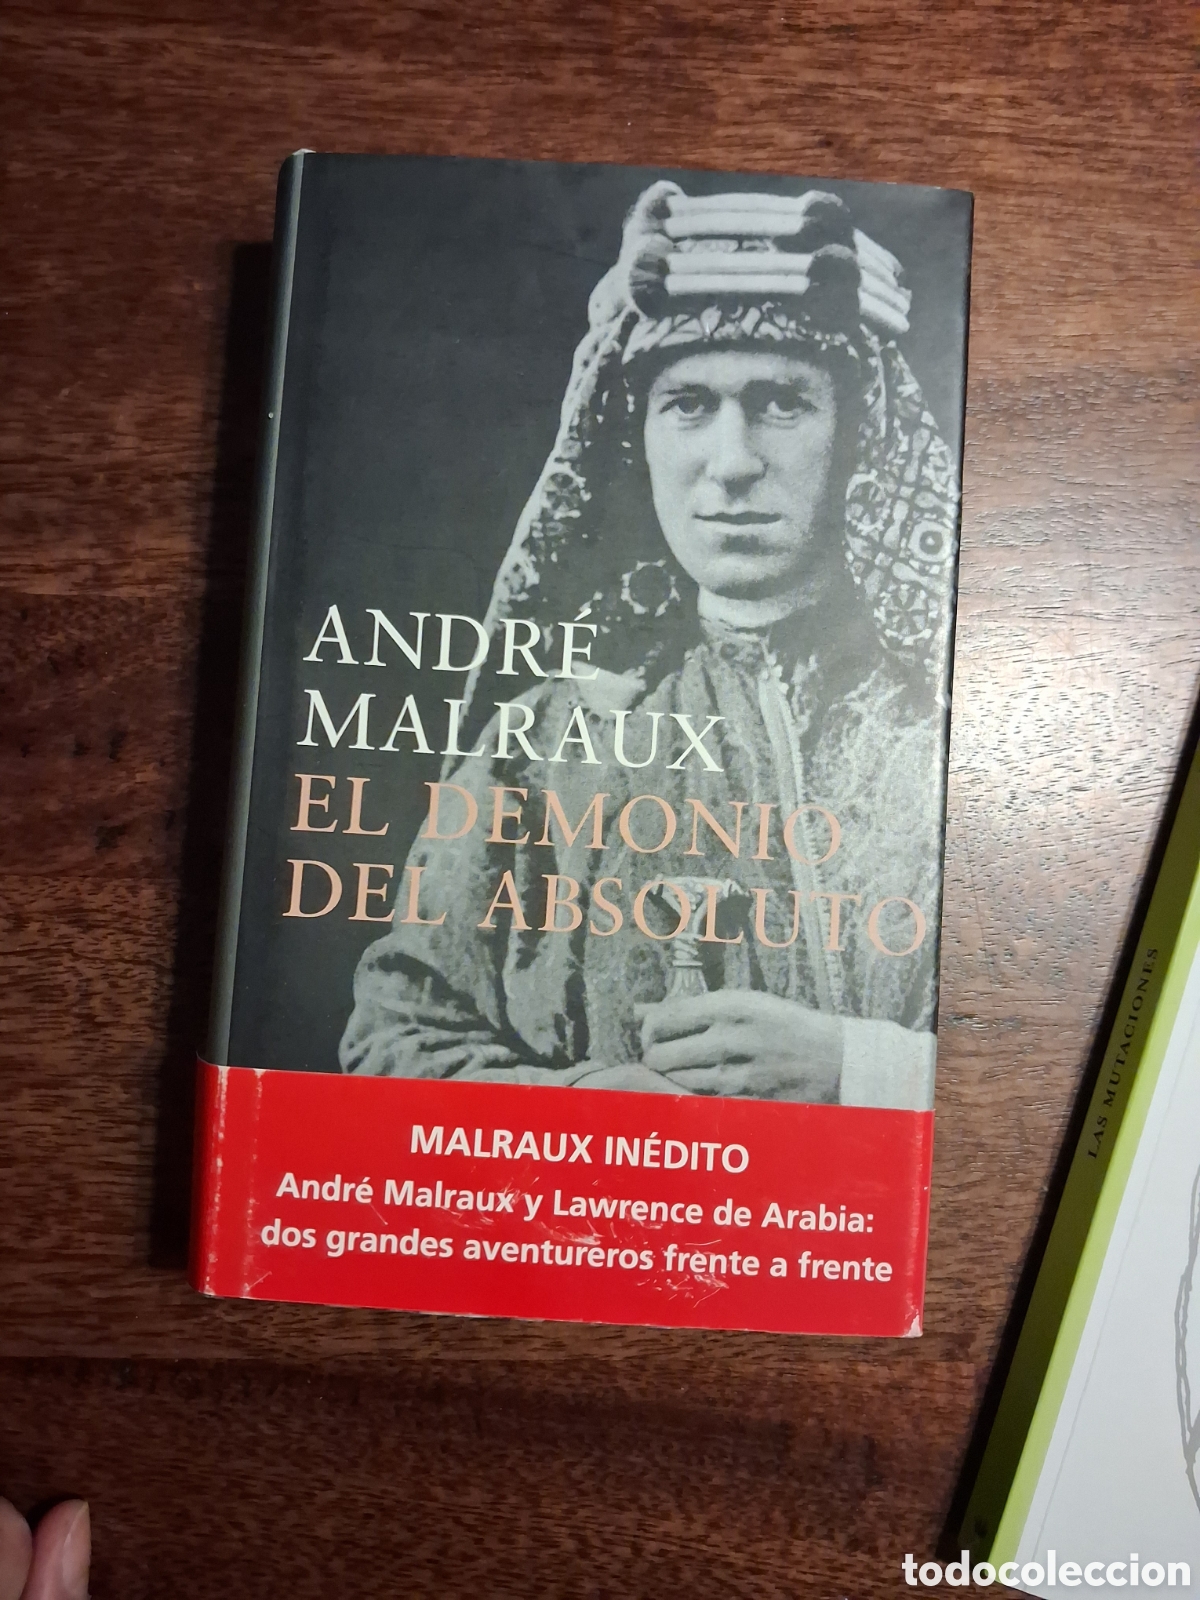 ANDRÉ
MALRAUX
EL DEMONIO
DEL ABSOLUTO
MALRAUX INÉDITO
André Malraux y Lawrence de Arabia:
dos grandes aventureros frente a frente
LAS MUTACIONES
todocoleccion